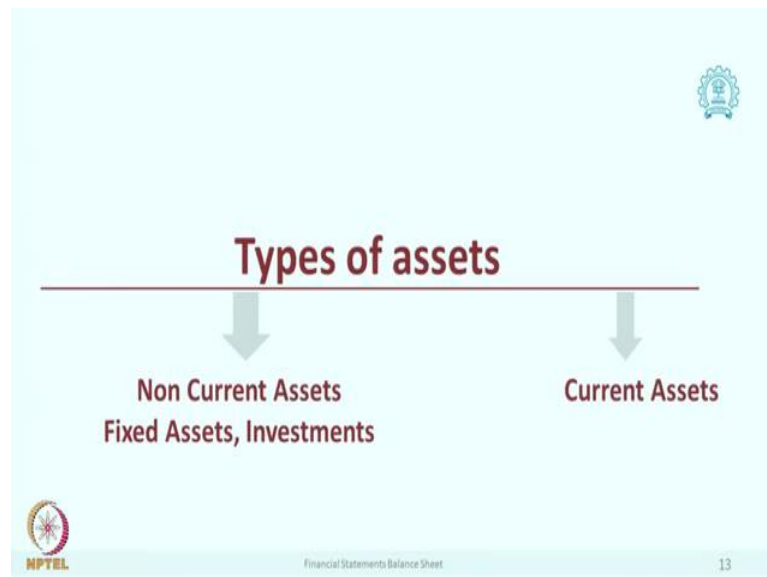 Types of assets
Non Current Assets
Fixed Assets, Investments
Current Assets
NPTEL
Financial Statements Balance Sheet
13